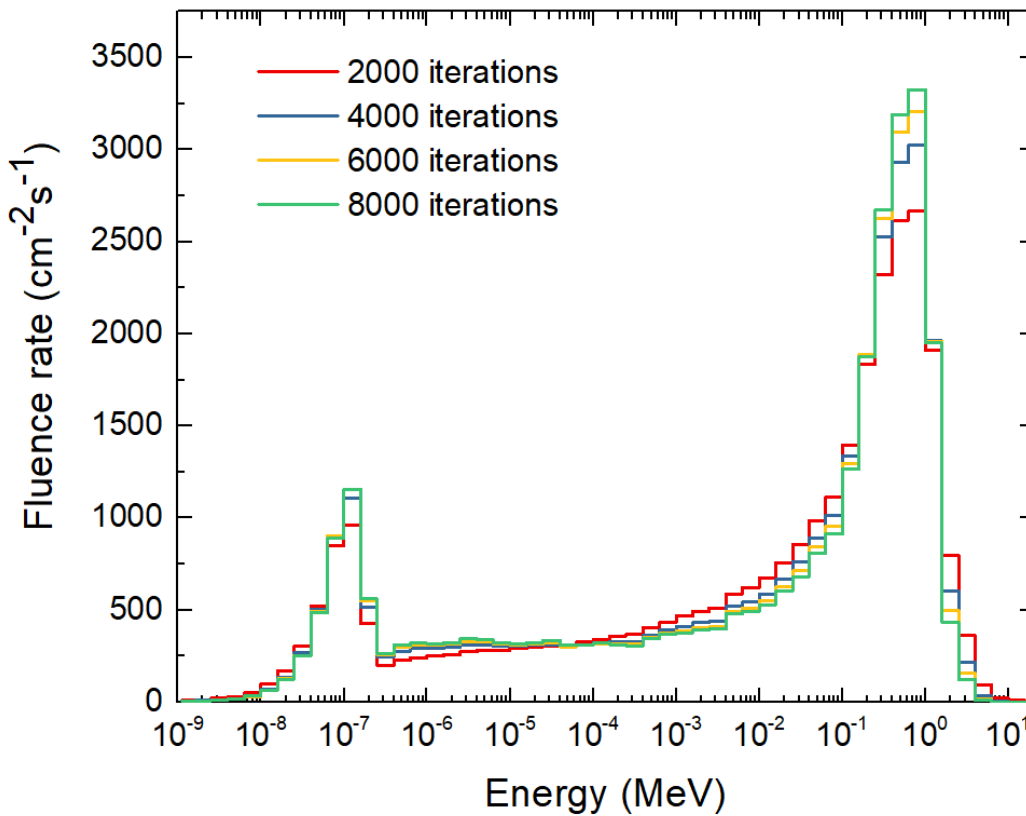 3500
3000
2500
2000
1500
1000
500
0
Fluence rate (cm⁻²s⁻¹)
2000 iterations
4000 iterations
6000 iterations
8000 iterations
10⁻⁹ 10⁻⁸ 10⁻⁷ 10⁻⁶ 10⁻⁵ 10⁻⁴ 10⁻³ 10⁻² 10⁻¹ 10⁰ 10¹
Energy (MeV)